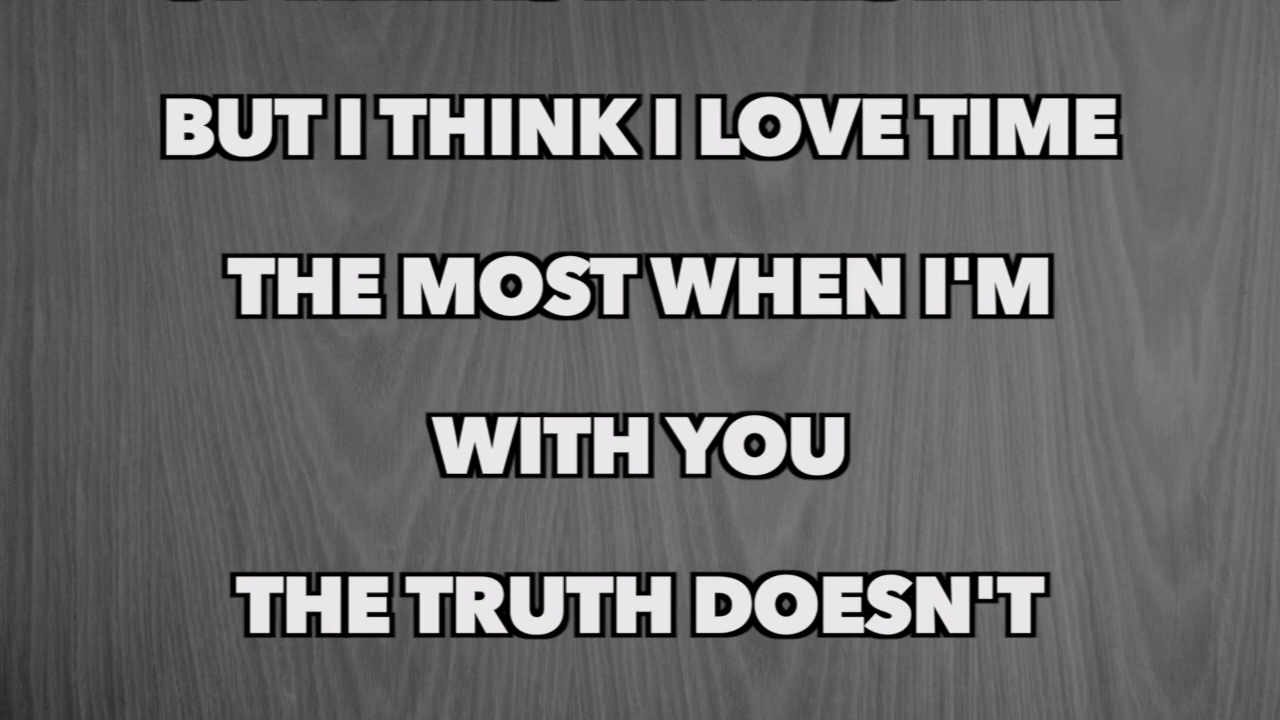 BUT I THINK I LOVE TIME
THE MOST WHEN I'M
WITH YOU
THE TRUTH DOESN'T